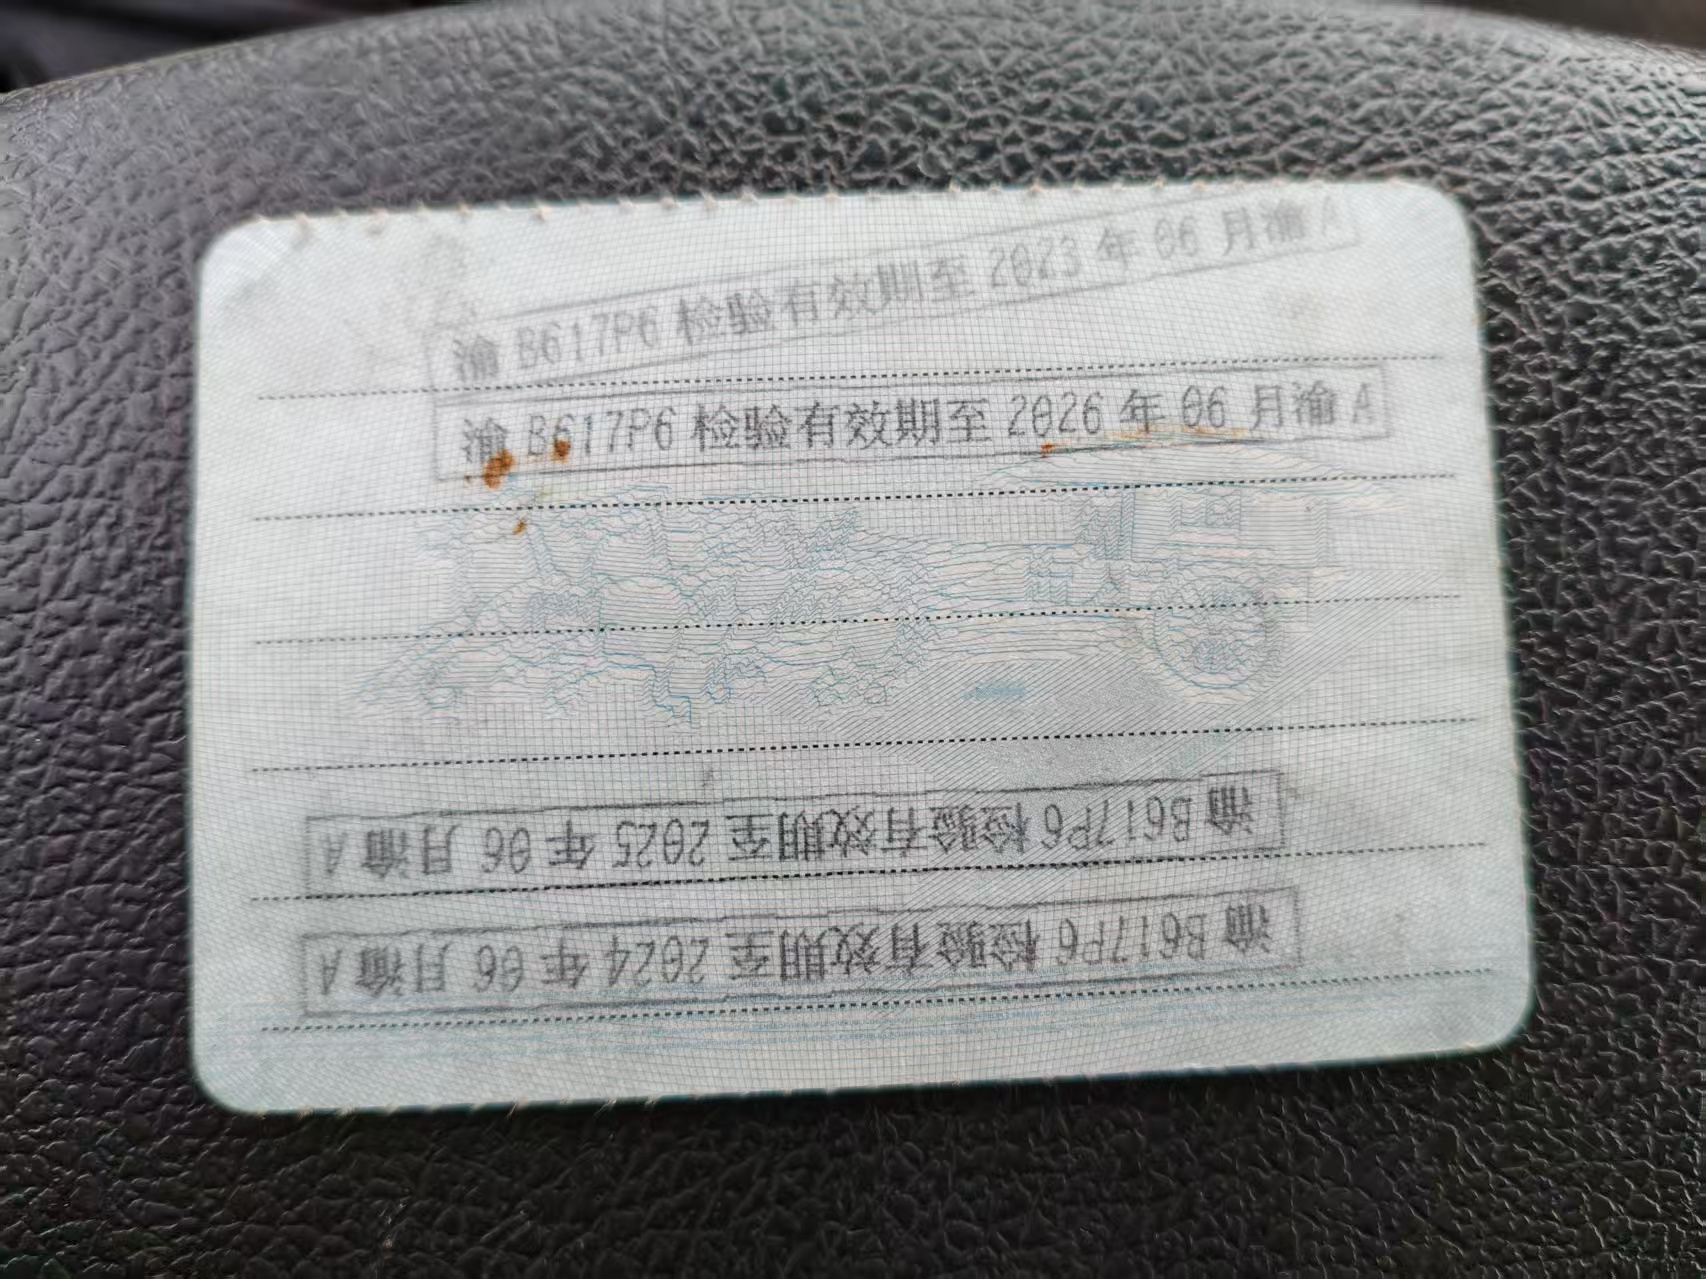 渝 B617P6 检验有效期至 2023 年 06 月渝 A
渝 B617P6 检验有效期至 2026 年 06 月渝 A
渝 B617P6 检验有效期至 2025 年 06 月渝 A
渝 B617P6 检验有效期至 2024 年 06 月渝 A